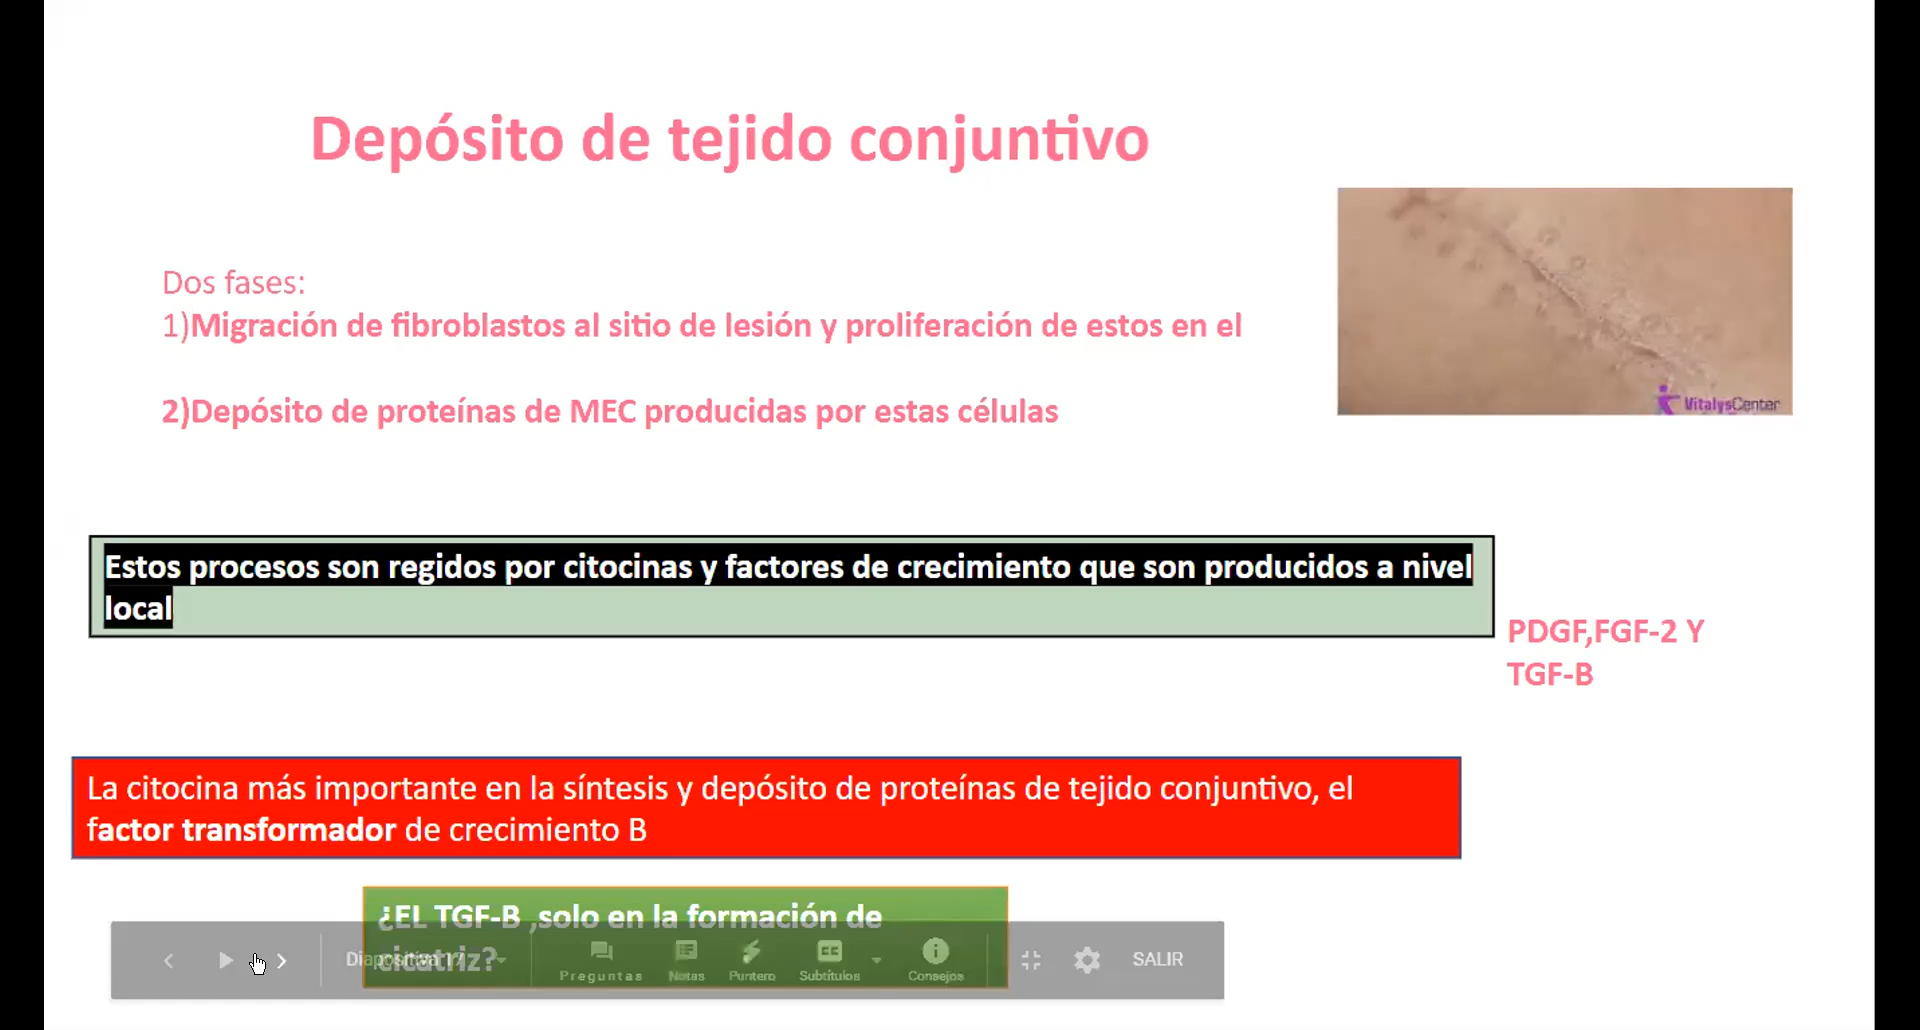 Depósito de tejido conjuntivo
Dos fases:
1)Migración de fibroblastos al sitio de lesión y proliferación de estos en el
2)Depósito de proteínas de MEC producidas por estas células
VitalysCenter
Estos procesos son regidos por citocinas y factores de crecimiento que son producidos a nivel
local
PDGF,FGF-2 Y
TGF-B
La citocina más importante en la síntesis y depósito de proteínas de tejido conjuntivo, el
factor transformador de crecimiento B
¿EL TGF-B ,solo en la formación de
cicatriz?
Preguntas
Notas
Puntero
Subtítulos
Consejos
SALIR